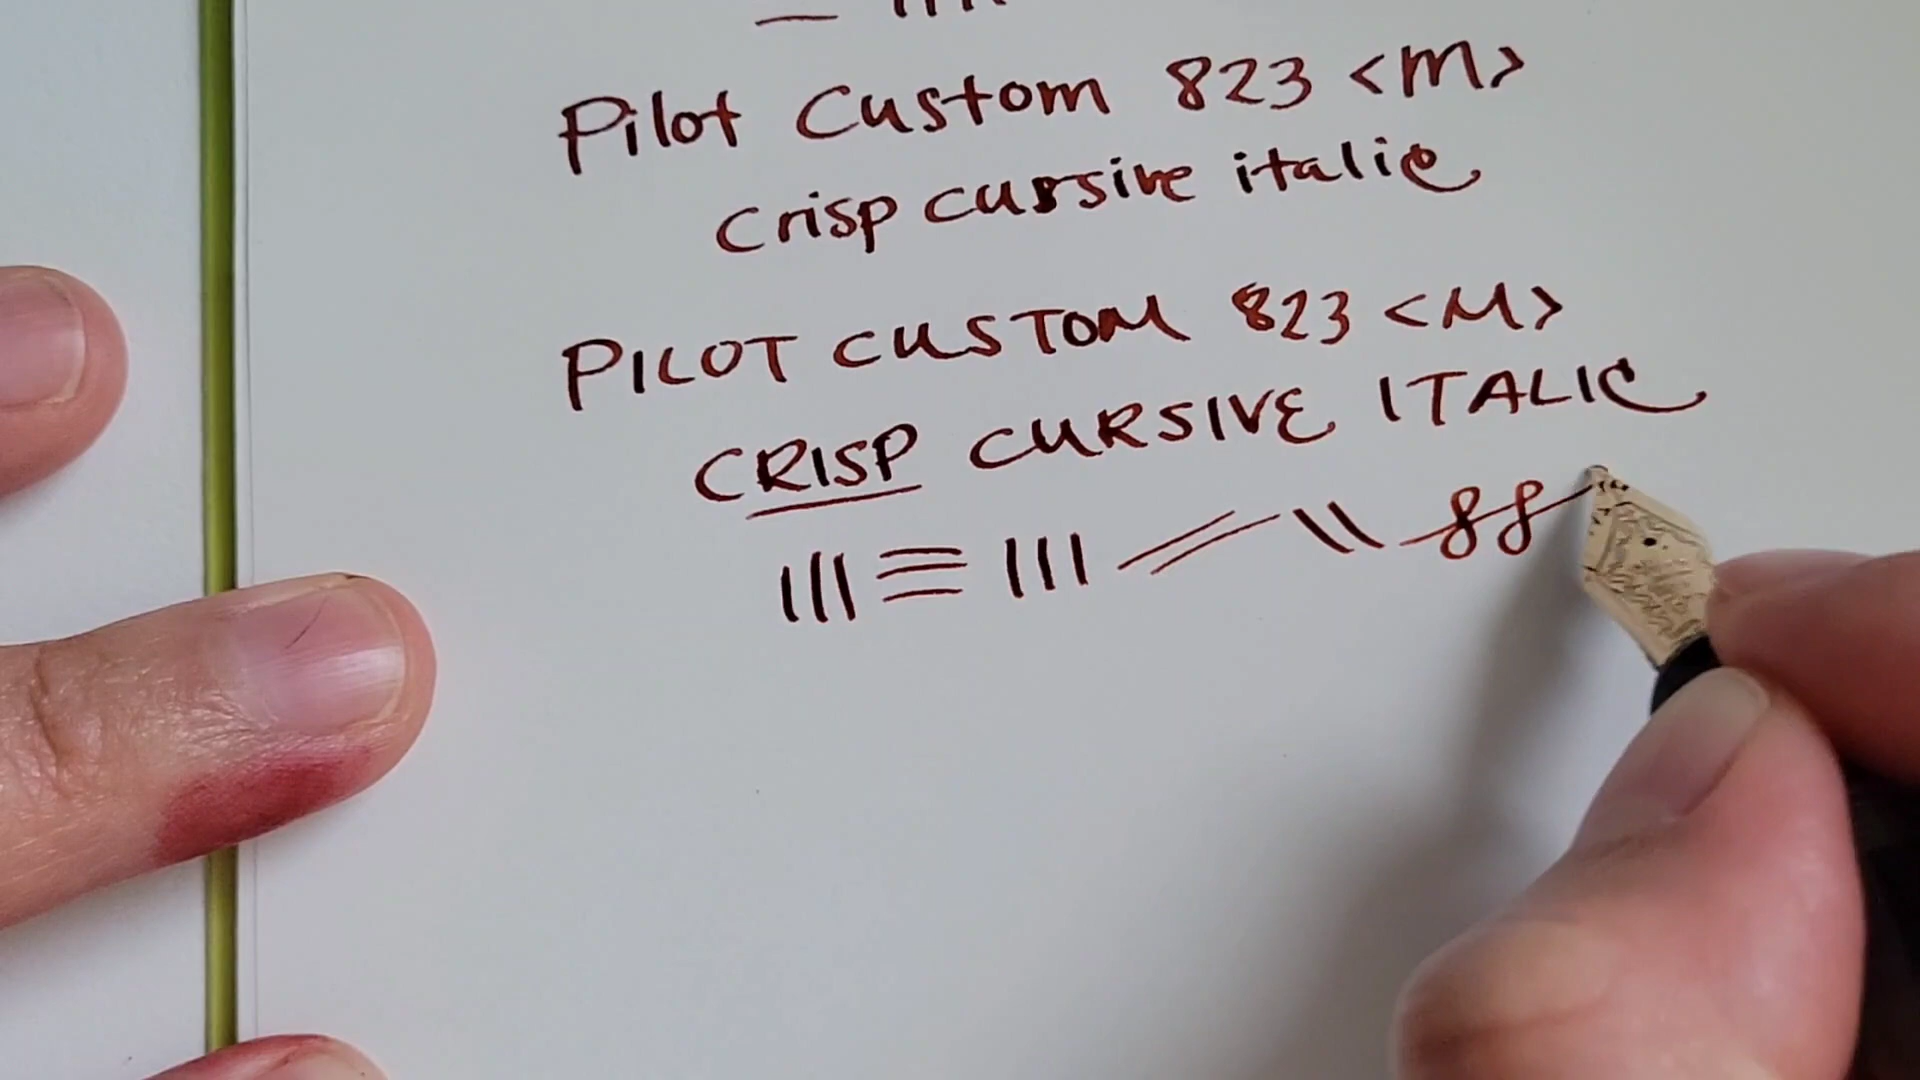 Pilot Custom 823 <M>
Crisp cursive italic
PILOT CUSTOM 823 <M>
CRISP CURSIVE ITALIC